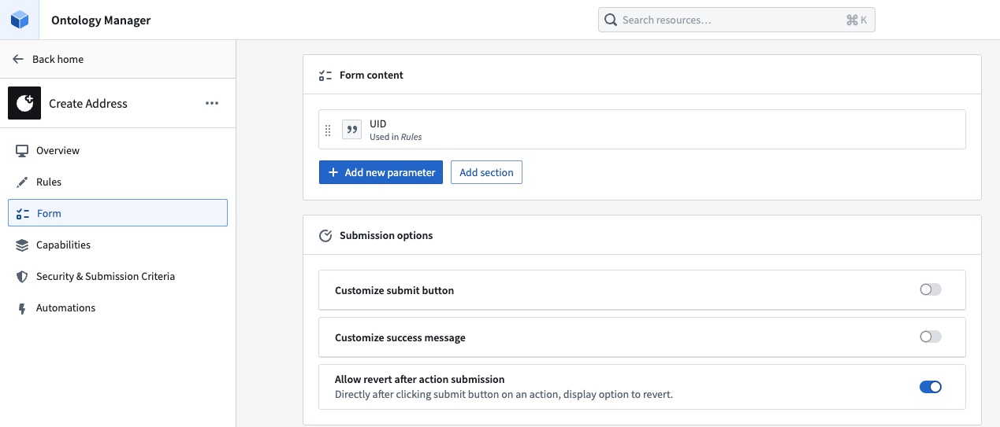 Ontology Manager
Search resources...
⌘ K
Back home
Create Address
Overview
Rules
Form
Capabilities
Security & Submission Criteria
Automations
Form content
UID
Used in Rules
Add new parameter
Add section
Submission options
Customize submit button
Customize success message
Allow revert after action submission
Directly after clicking submit button on an action, display option to revert.